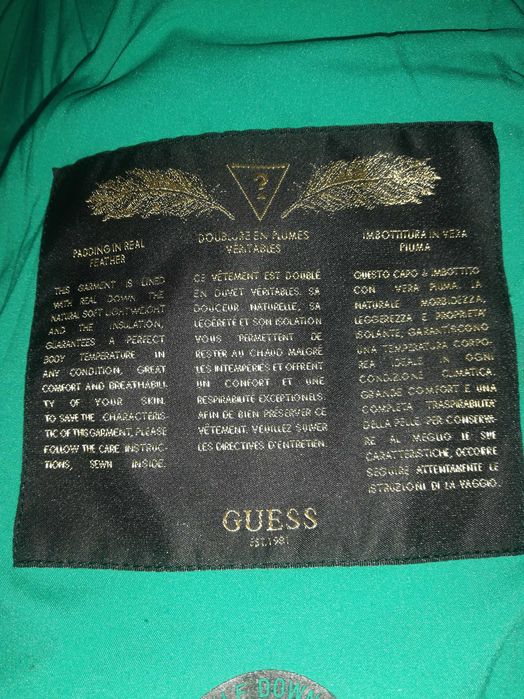 ?
PADDING IN REAL
FEATHER
THIS GARMENT IS LINED
WITH REAL DOWN. THE
NATURAL SOFT LIGHTWEIGHT
AND THE INSULATION,
GUARANTEES A PERFECT
BODY TEMPERATURE IN
ANY CONDITION, GREAT
COMFORT AND BREATHABILI
TY OF YOUR SKIN.
TO SAVE THE CHARACTERIS-
TIC OF THIS GARMENT, PLEASE
FOLLOW THE CARE INSTRUC-
TIONS, SEWN INSIDE.
DOUBLURE EN PLUMES
VÉRITABLES
CE VÊTEMENT EST DOUBLÉ
EN DUVET VÉRITABLES. SA
DOUCEUR NATURELLE, SA
LÉGÈRETÉ ET SON ISOLATION
VOUS PERMETTENT DE
RESTER AU CHAUD MALGRÉ
LES INTEMPÉRIES ET OFFRENT
UN CONFORT ET UNE
RESPIRABILITÉ EXCEPTIONELS.
AFIN DE BIEN PRÉSERVER CE
VÊTEMENT, VEUILLEZ SUIVER
LES DIRECTIVES D'ENTRETIEN.
IMBOTTITURA IN VERA
PIUMA
QUESTO CAPO È IMBOTTITO
CON VERA PIUMA. LA
NATURALE MORBIDEZZA,
LEGGEREZZA E PROPRIETA'
ISOLANTE, GARANTISCONO
UNA TEMPERATURA CORPO-
REA IDEALE IN OGNI
CONDIZIONE CLIMATICA.
GRANDE COMFORT E UNA
COMPLETA TRASPIRABILITA'
DELLA PELLE. PER CONSERVA-
RE AL MEGLIO LE SUE
CARATTERISTICHE, OCCORRE
SEGUIRE ATTENTAMENTE LE
ISTRUZIONI DI LA VAGGIO.
GUESS
EST.1981
DOWN